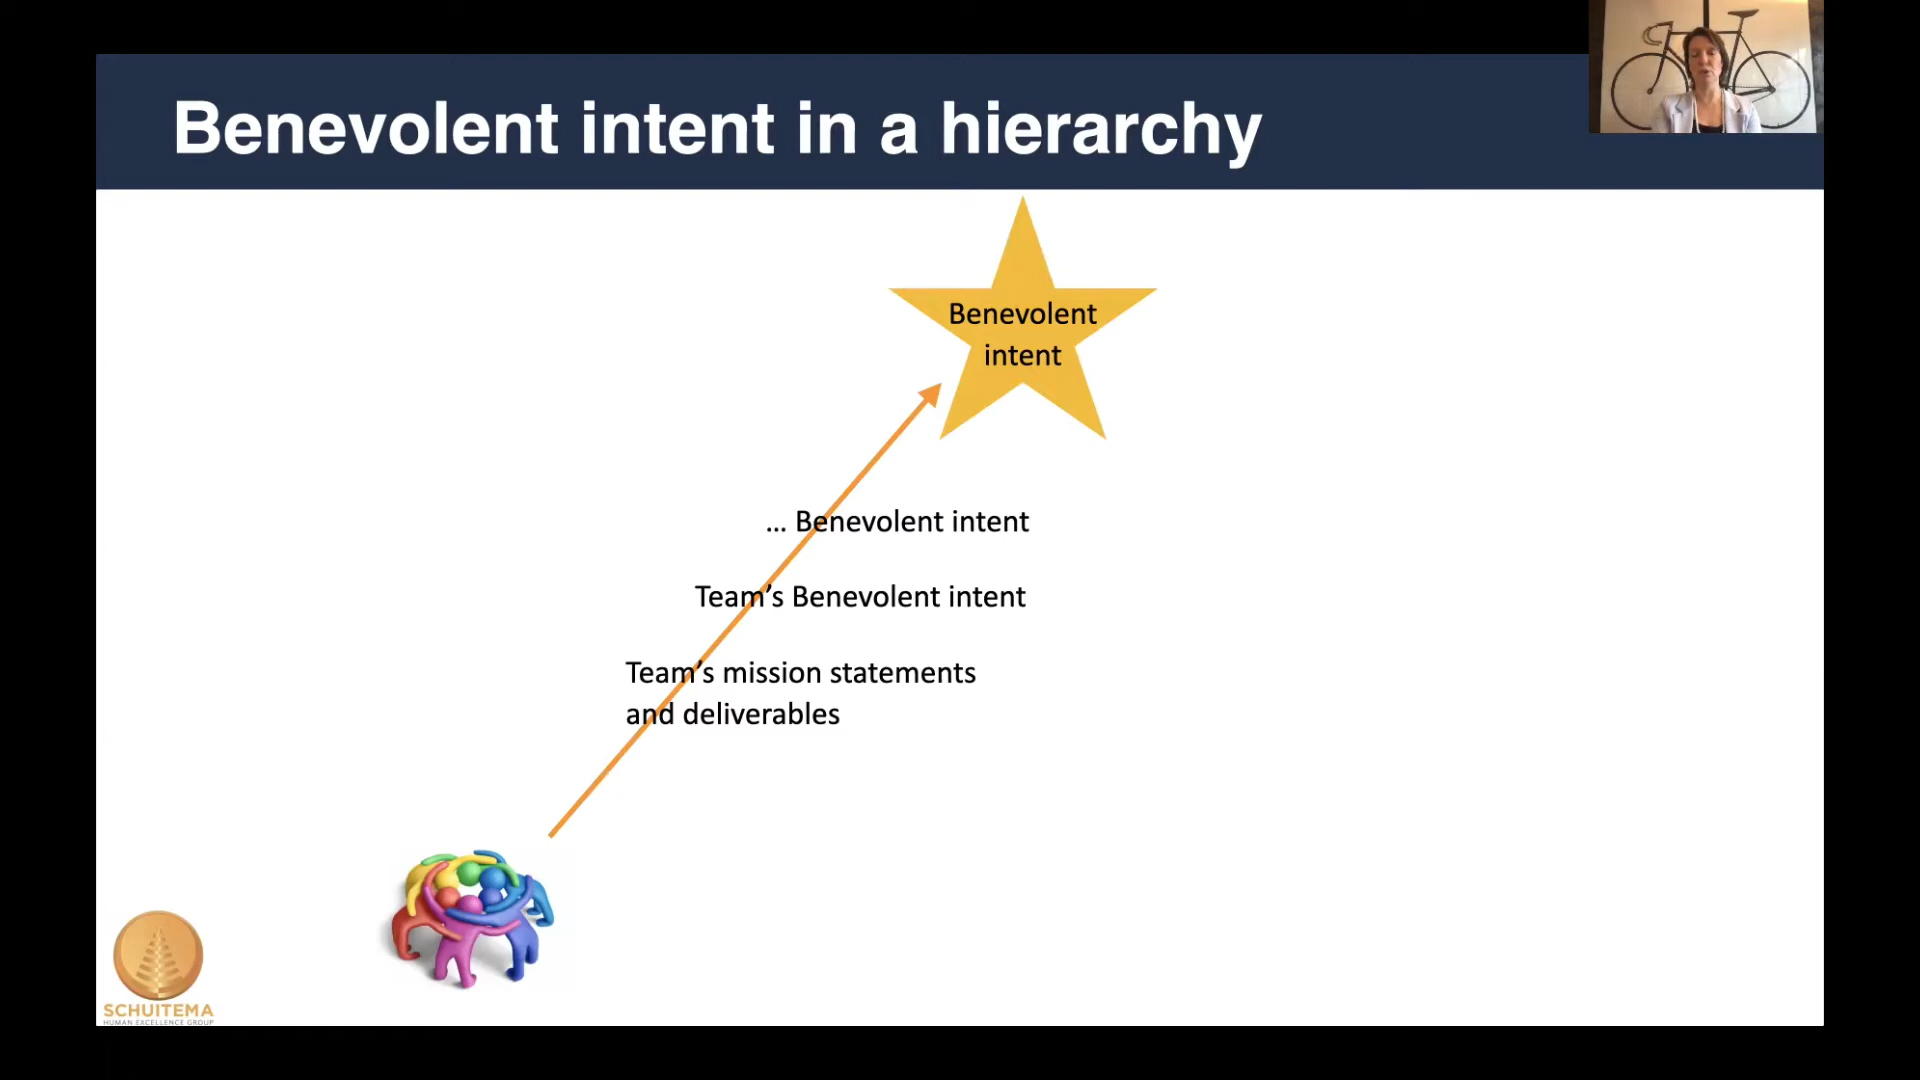 Benevolent intent in a hierarchy
Benevolent
intent
... Benevolent intent
Team’s Benevolent intent
Team’s mission statements
and deliverables
SCHUITEMA
HUMAN EXCELLENCE GROUP